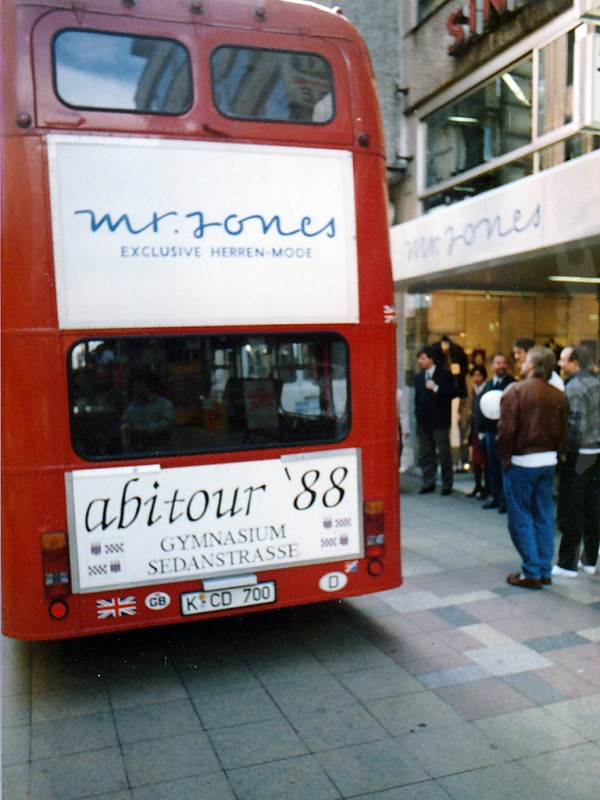 mr. jones
EXCLUSIVE HERREN-MODE
abitour '88
GYMNASIUM
SEDANSTRASSE
GB
K CD 700
D
mr. jones